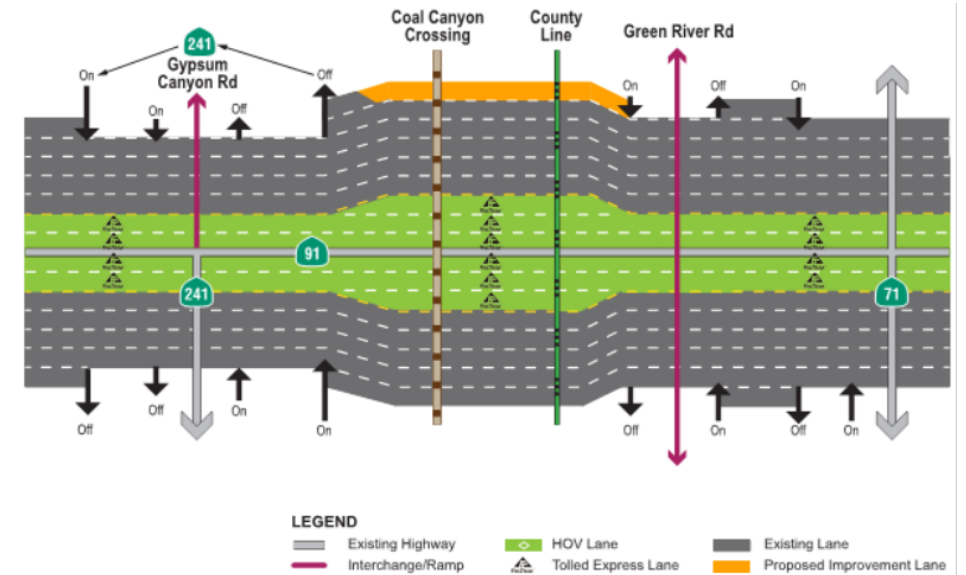 Coal Canyon
Crossing
County
Line
Green River Rd
241
Gypsum
Canyon Rd
On
Off
On
Off
On
Off
On
91
241
71
Off
Off
On
On
Off
On
Off
On
LEGEND
Existing Highway
HOV Lane
Existing Lane
Interchange/Ramp
Tolled Express Lane
Proposed Improvement Lane